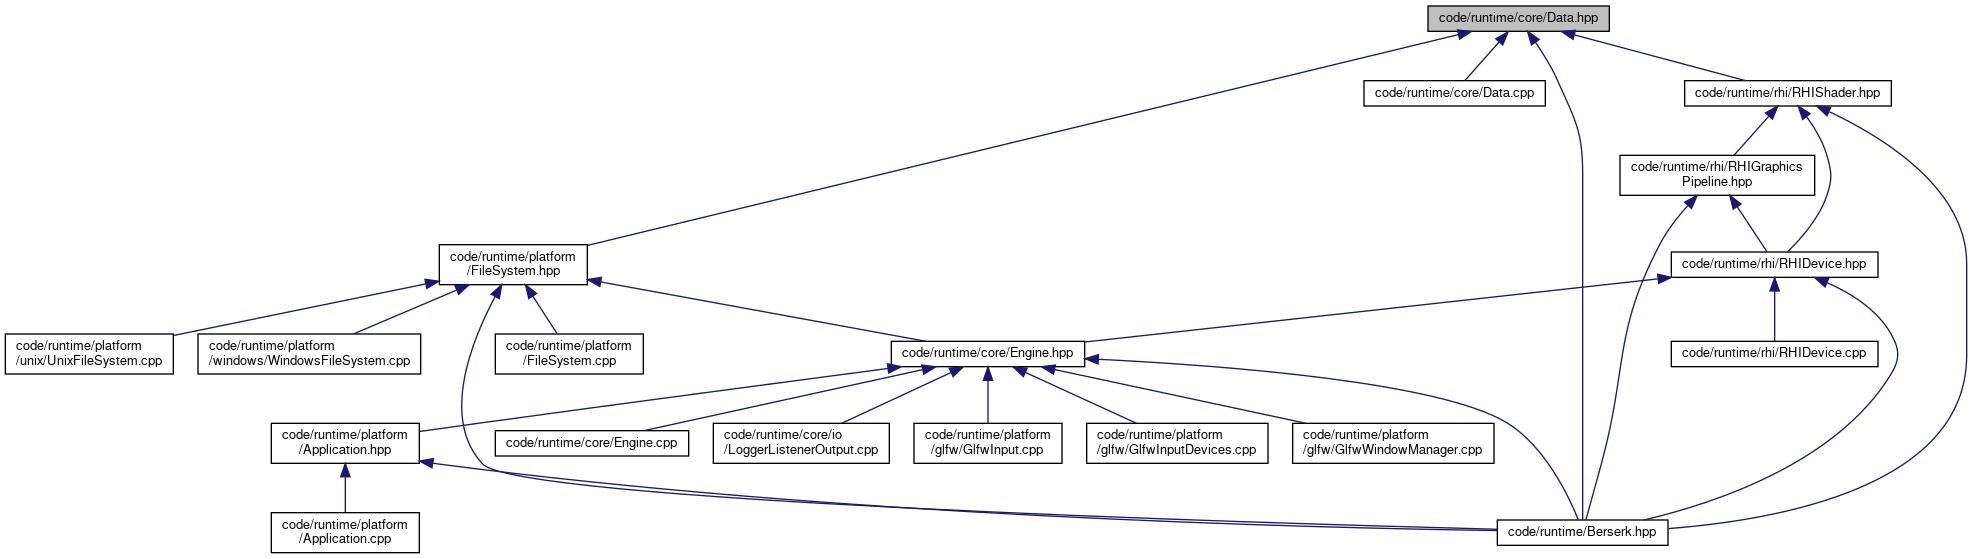 code/runtime/core/Data.hpp
code/runtime/core/Data.cpp
code/runtime/rhi/RHIShader.hpp
code/runtime/rhi/RHIGraphics
Pipeline.hpp
code/runtime/platform
/FileSystem.hpp
code/runtime/rhi/RHIDevice.hpp
code/runtime/platform
/unix/UnixFileSystem.cpp
code/runtime/platform
/windows/WindowsFileSystem.cpp
code/runtime/platform
/FileSystem.cpp
code/runtime/core/Engine.hpp
code/runtime/rhi/RHIDevice.cpp
code/runtime/platform
/Application.hpp
code/runtime/core/Engine.cpp
code/runtime/core/io
/LoggerListenerOutput.cpp
code/runtime/platform
/glfw/GlfwInput.cpp
code/runtime/platform
/glfw/GlfwInputDevices.cpp
code/runtime/platform
/glfw/GlfwWindowManager.cpp
code/runtime/platform
/Application.cpp
code/runtime/Berserk.hpp